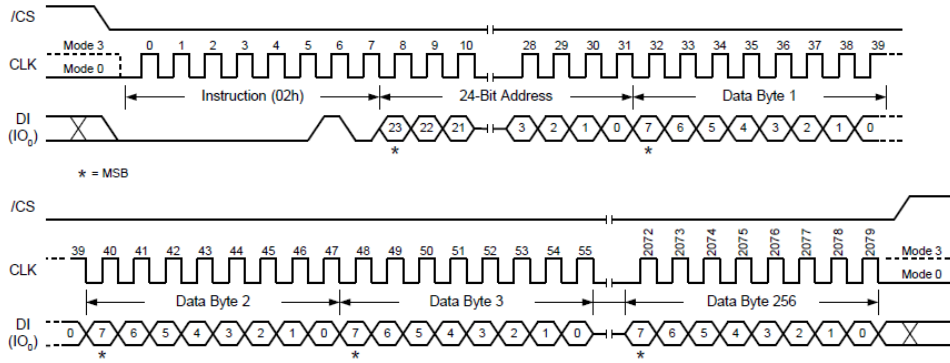 /CS
Mode 3 0 1 2 3 4 5 6 7 8 9 10 28 29 30 31 32 33 34 35 36 37 38 39
CLK
Mode 0
Instruction (02h) 24-Bit Address Data Byte 1
DI
(IO0) 23 22 21 3 2 1 0 7 6 5 4 3 2 1 0
* *
* = MSB
/CS
39 40 41 42 43 44 45 46 47 48 49 50 51 52 53 54 55 2072 2073 2074 2075 2076 2077 2078 2079 Mode 3
CLK
Mode 0
Data Byte 2 Data Byte 3 Data Byte 256
DI
(IO0) 0 7 6 5 4 3 2 1 0 7 6 5 4 3 2 1 0 7 6 5 4 3 2 1 0
* * *